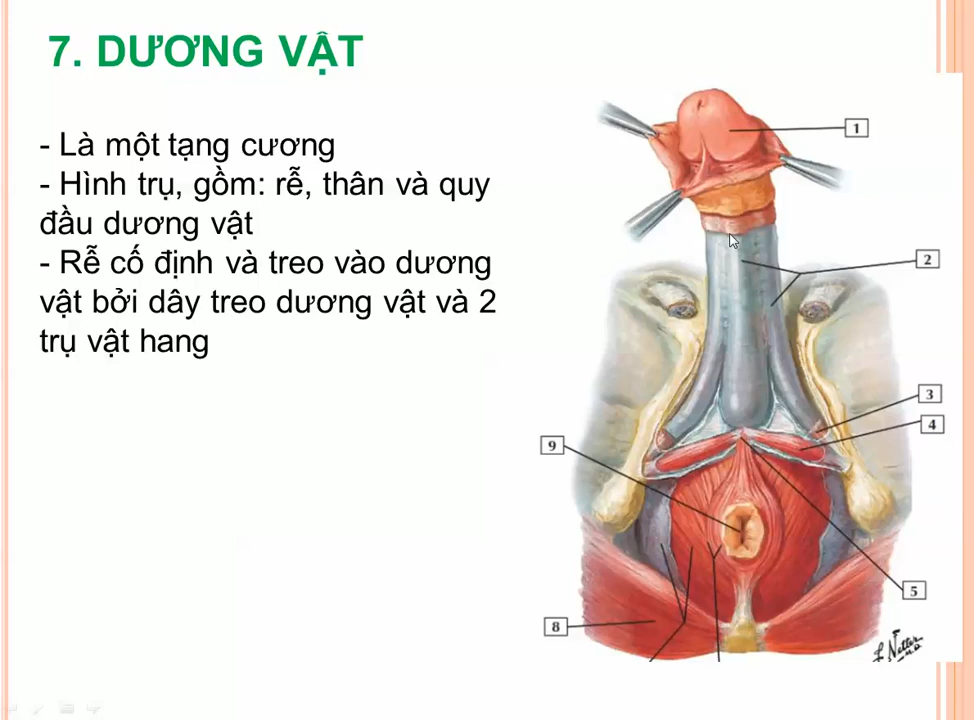 7. DƯƠNG VẬT
- Là một tạng cương
- Hình trụ, gồm: rễ, thân và quy
đầu dương vật
- Rễ cố định và treo vào dương
vật bởi dây treo dương vật và 2
trụ vật hang
1
2
3
4
9
5
8
F. Netter
M.D.